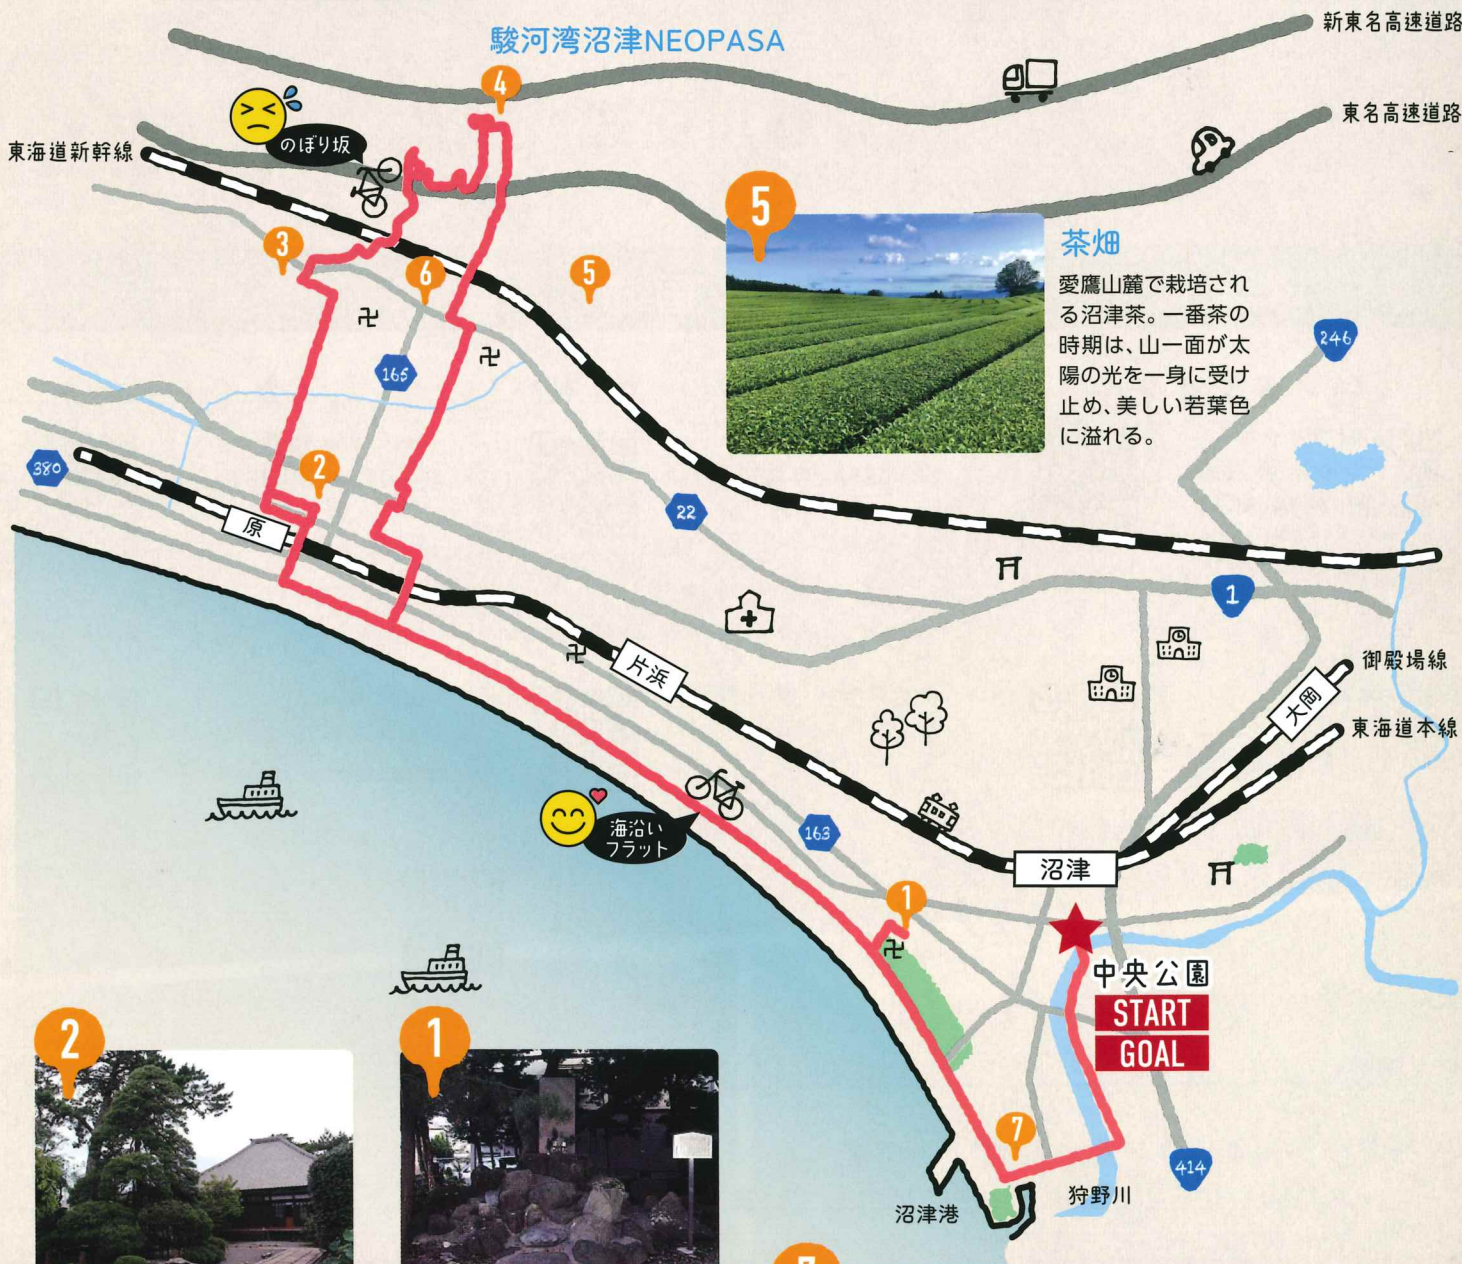 駿河湾沼津NEOPASA
新東名高速道路
東名高速道路
4
のぼり坂
東海道新幹線
3
6
5
5
茶畑
愛鷹山麓で栽培され
る沼津茶。一番茶の
時期は、山一面が太
陽の光を一身に受け
止め、美しい若葉色
に溢れる。
246
165
380
2
原
22
1
片浜
御殿場線
大岡
東海道本線
海沿い
フラット
163
沼津
1
中央公園
START
GOAL
7
414
狩野川
沼津港
2
1